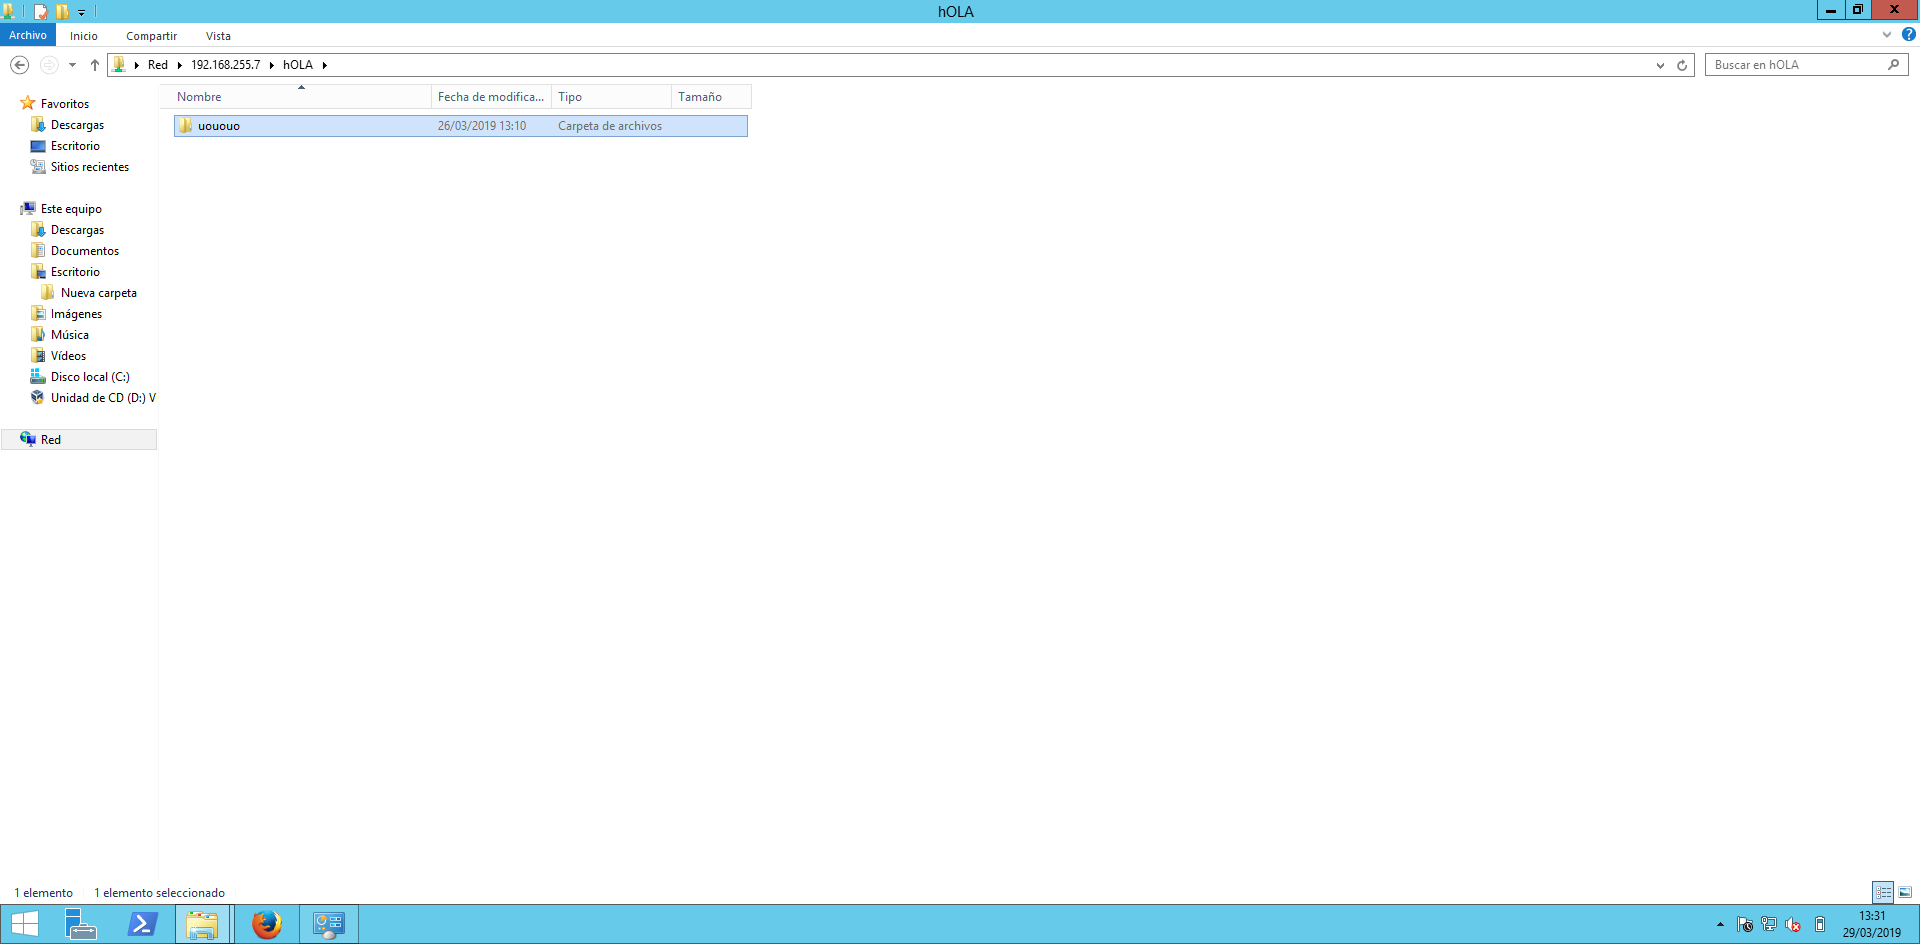 hOLA
Archivo Inicio Compartir Vista
Red 192.168.255.7 hOLA Buscar en hOLA
Nombre Fecha de modifica... Tipo Tamaño
uououo 26/03/2019 13:10 Carpeta de archivos
Favoritos
Descargas
Escritorio
Sitios recientes
Este equipo
Descargas
Documentos
Escritorio
Nueva carpeta
Imágenes
Música
Vídeos
Disco local (C:)
Unidad de CD (D:) V
Red
1 elemento 1 elemento seleccionado
13:31
29/03/2019